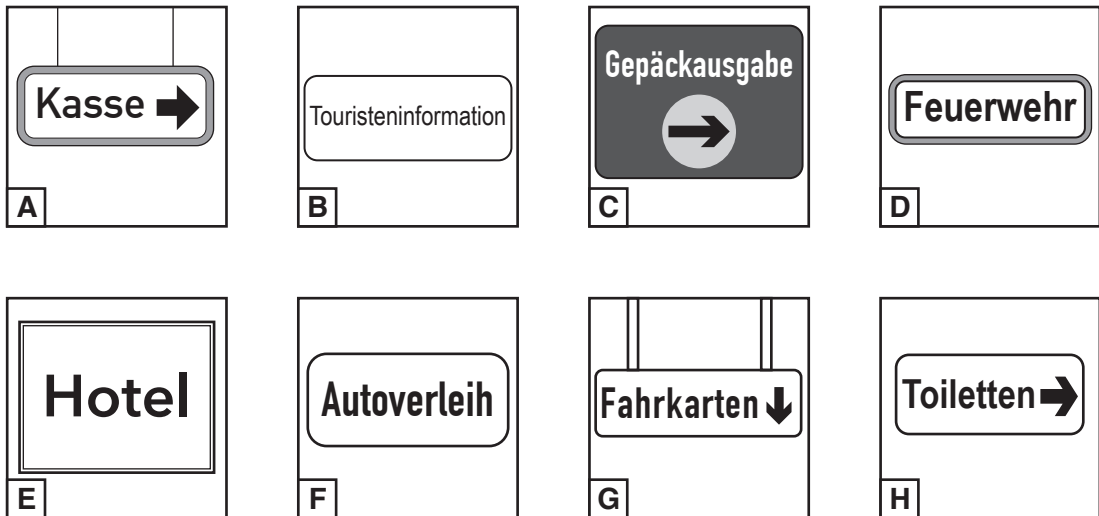 Kasse
A
Touristeninformation
B
Gepäckausgabe
C
Feuerwehr
D
Hotel
E
Autoverleih
F
Fahrkarten
G
Toiletten
H